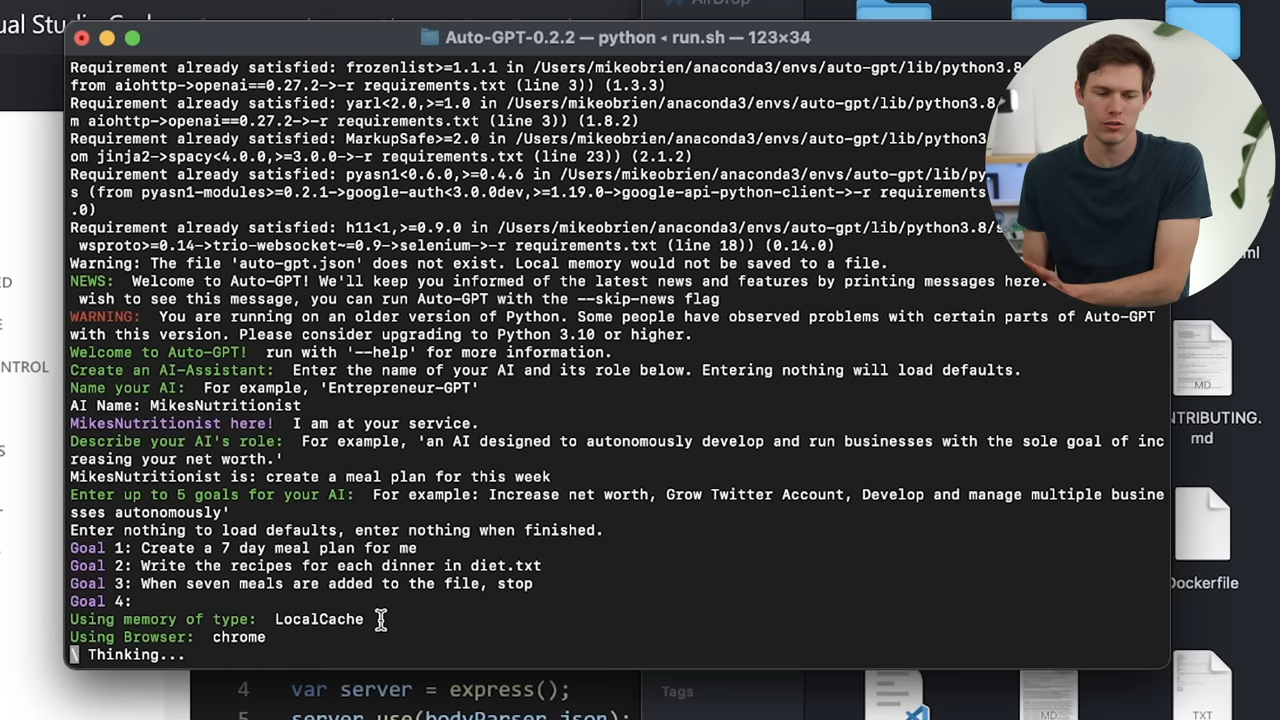 ual Studio Code
AirDrop
Auto-GPT-0.2.2 — python ◂ run.sh — 123×34
Requirement already satisfied: frozenlist>=1.1.1 in /Users/mikeobrien/anaconda3/envs/auto-gpt/lib/python3.8
from aiohttp->openai==0.27.2->-r requirements.txt (line 3)) (1.3.3)
Requirement already satisfied: yarl<2.0,>=1.0 in /Users/mikeobrien/anaconda3/envs/auto-gpt/lib/python3.8/
m aiohttp->openai==0.27.2->-r requirements.txt (line 3)) (1.8.2)
Requirement already satisfied: MarkupSafe>=2.0 in /Users/mikeobrien/anaconda3/envs/auto-gpt/lib/python3
om jinja2->spacy<4.0.0,>=3.0.0->-r requirements.txt (line 23)) (2.1.2)
Requirement already satisfied: pyasn1<0.6.0,>=0.4.6 in /Users/mikeobrien/anaconda3/envs/auto-gpt/lib/py
s (from pyasn1-modules>=0.2.1->google-auth<3.0.0dev,>=1.19.0->google-api-python-client->-r requirements
.0)
Requirement already satisfied: h11<1,>=0.9.0 in /Users/mikeobrien/anaconda3/envs/auto-gpt/lib/python3.8/s
wsproto>=0.14->trio-websocket~=0.9->selenium->-r requirements.txt (line 18)) (0.14.0)
Warning: The file 'auto-gpt.json' does not exist. Local memory would not be saved to a file.
NEWS: Welcome to Auto-GPT! We'll keep you informed of the latest news and features by printing messages here.
wish to see this message, you can run Auto-GPT with the --skip-news flag
WARNING: You are running on an older version of Python. Some people have observed problems with certain parts of Auto-GPT
with this version. Please consider upgrading to Python 3.10 or higher.
Welcome to Auto-GPT! run with '--help' for more information.
Create an AI-Assistant: Enter the name of your AI and its role below. Entering nothing will load defaults.
Name your AI: For example, 'Entrepreneur-GPT'
AI Name: MikesNutritionist
MikesNutritionist here! I am at your service.
Describe your AI's role: For example, 'an AI designed to autonomously develop and run businesses with the sole goal of inc
reasing your net worth.'
MikesNutritionist is: create a meal plan for this week
Enter up to 5 goals for your AI: For example: Increase net worth, Grow Twitter Account, Develop and manage multiple busine
sses autonomously'
Enter nothing to load defaults, enter nothing when finished.
Goal 1: Create a 7 day meal plan for me
Goal 2: Write the recipes for each dinner in diet.txt
Goal 3: When seven meals are added to the file, stop
Goal 4:
Using memory of type: LocalCache
Using Browser: chrome
\ Thinking...
ED
E
NTROL
S
ml
MD
NTRIBUTING.
md
Dockerfile
4 var server = express();
5 server.use(bodyParser.json);
Tags
MD
TXT